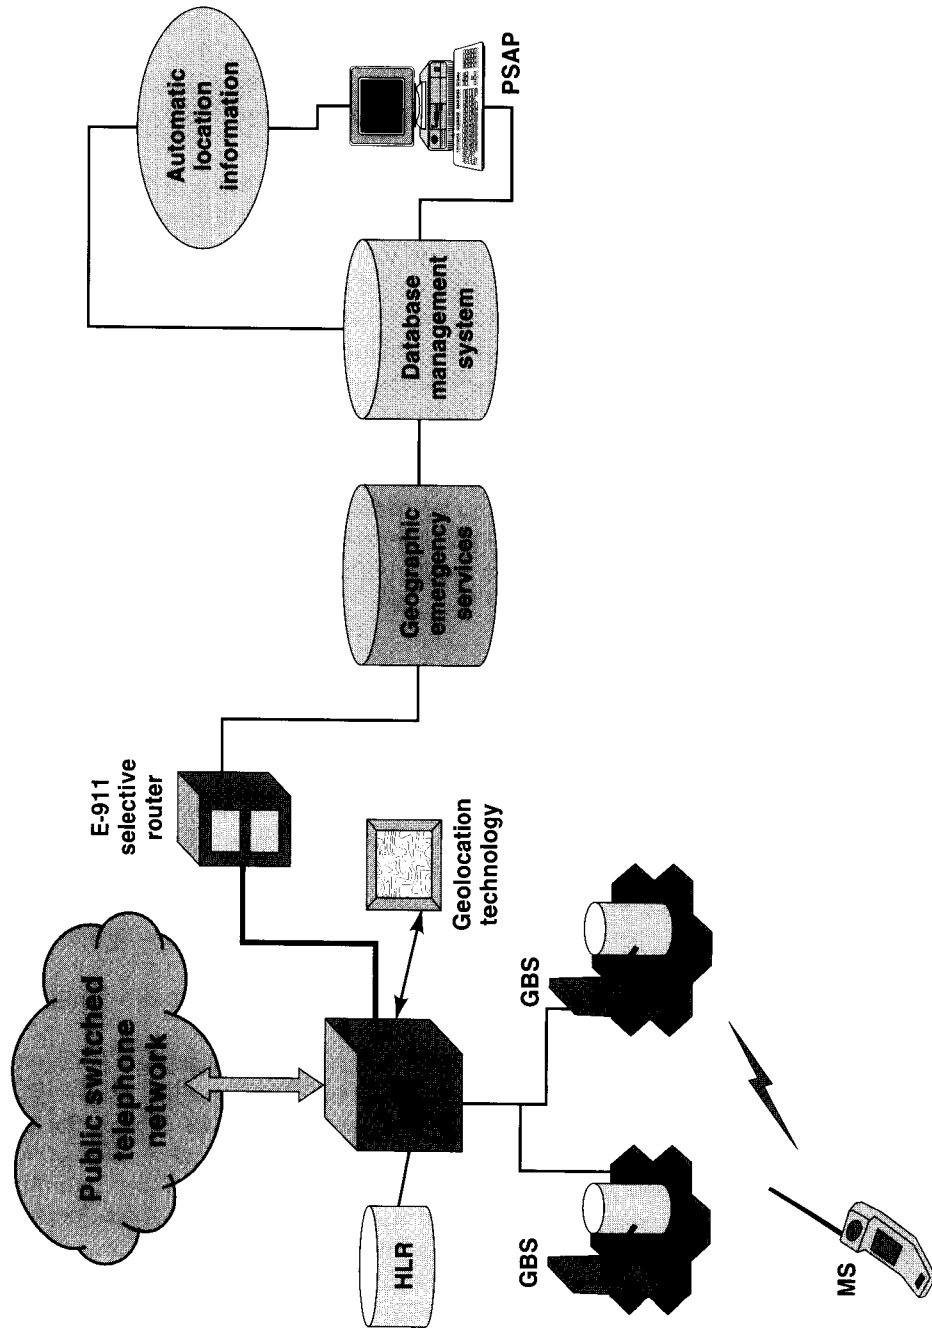 Public switched
telephone
network
E-911
selective
router
Automatic
location
information
HLR
Geolocation
technology
Geographic
emergency
services
Database
management
system
PSAP
GBS
GBS
MS